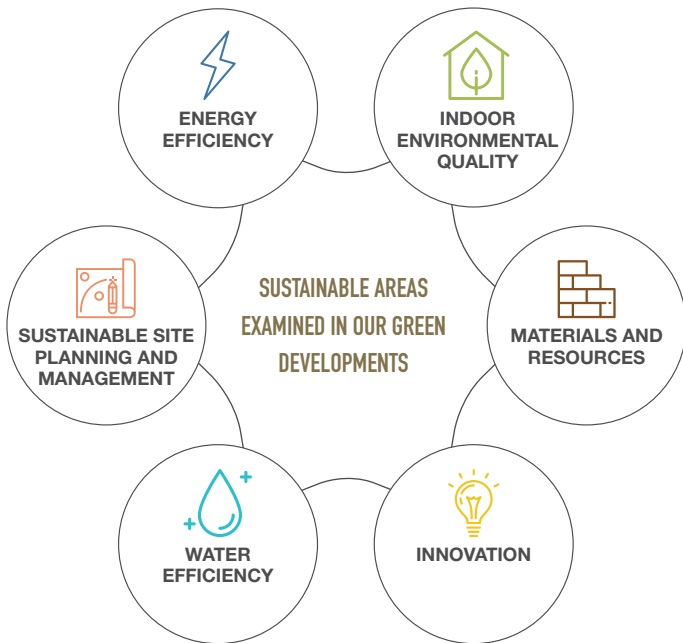 ENERGY
EFFICIENCY
INDOOR
ENVIRONMENTAL
QUALITY
SUSTAINABLE AREAS
EXAMINED IN OUR GREEN
DEVELOPMENTS
SUSTAINABLE SITE
PLANNING AND
MANAGEMENT
MATERIALS AND
RESOURCES
WATER
EFFICIENCY
INNOVATION